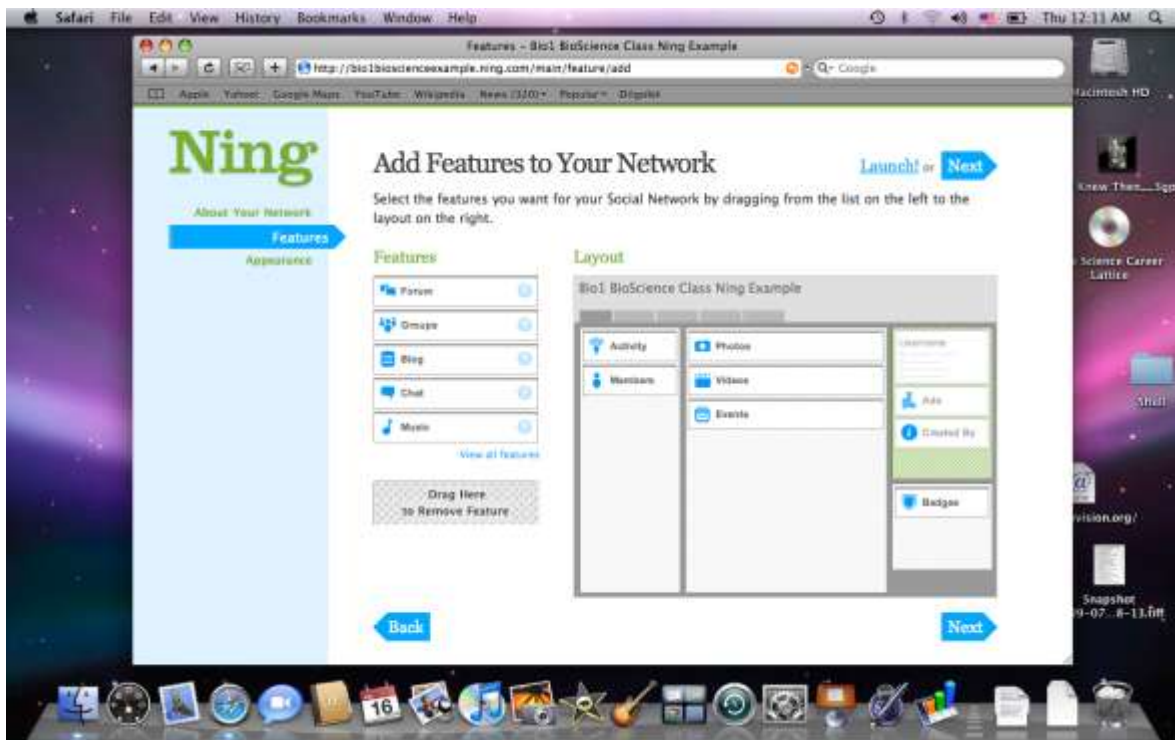 Safari File Edit View History Bookmarks Window Help
Thu 12:11 AM
Features – Bio1 BioScience Class Ning Example
http://bio1bioscienceexample.ning.com/main/feature/add
Google
Apple Yahoo! Google Maps YouTube Wikipedia News (320) Popular
Macintosh HD
Ning
Add Features to Your Network
Launch! or Next
Select the features you want for your Social Network by dragging from the list on the left to the
layout on the right.
About Your Network
Features
Appearance
Features
Forum
Groups
Blog
Chat
Music
View all features
Drag Here
to Remove Feature
Layout
Bio1 BioScience Class Ning Example
Activity
Members
Photos
Videos
Events
Ads
Created By
Badges
Back
Next
Knew Then
Science Career
Lattice
vision.org/
Snapshot
16